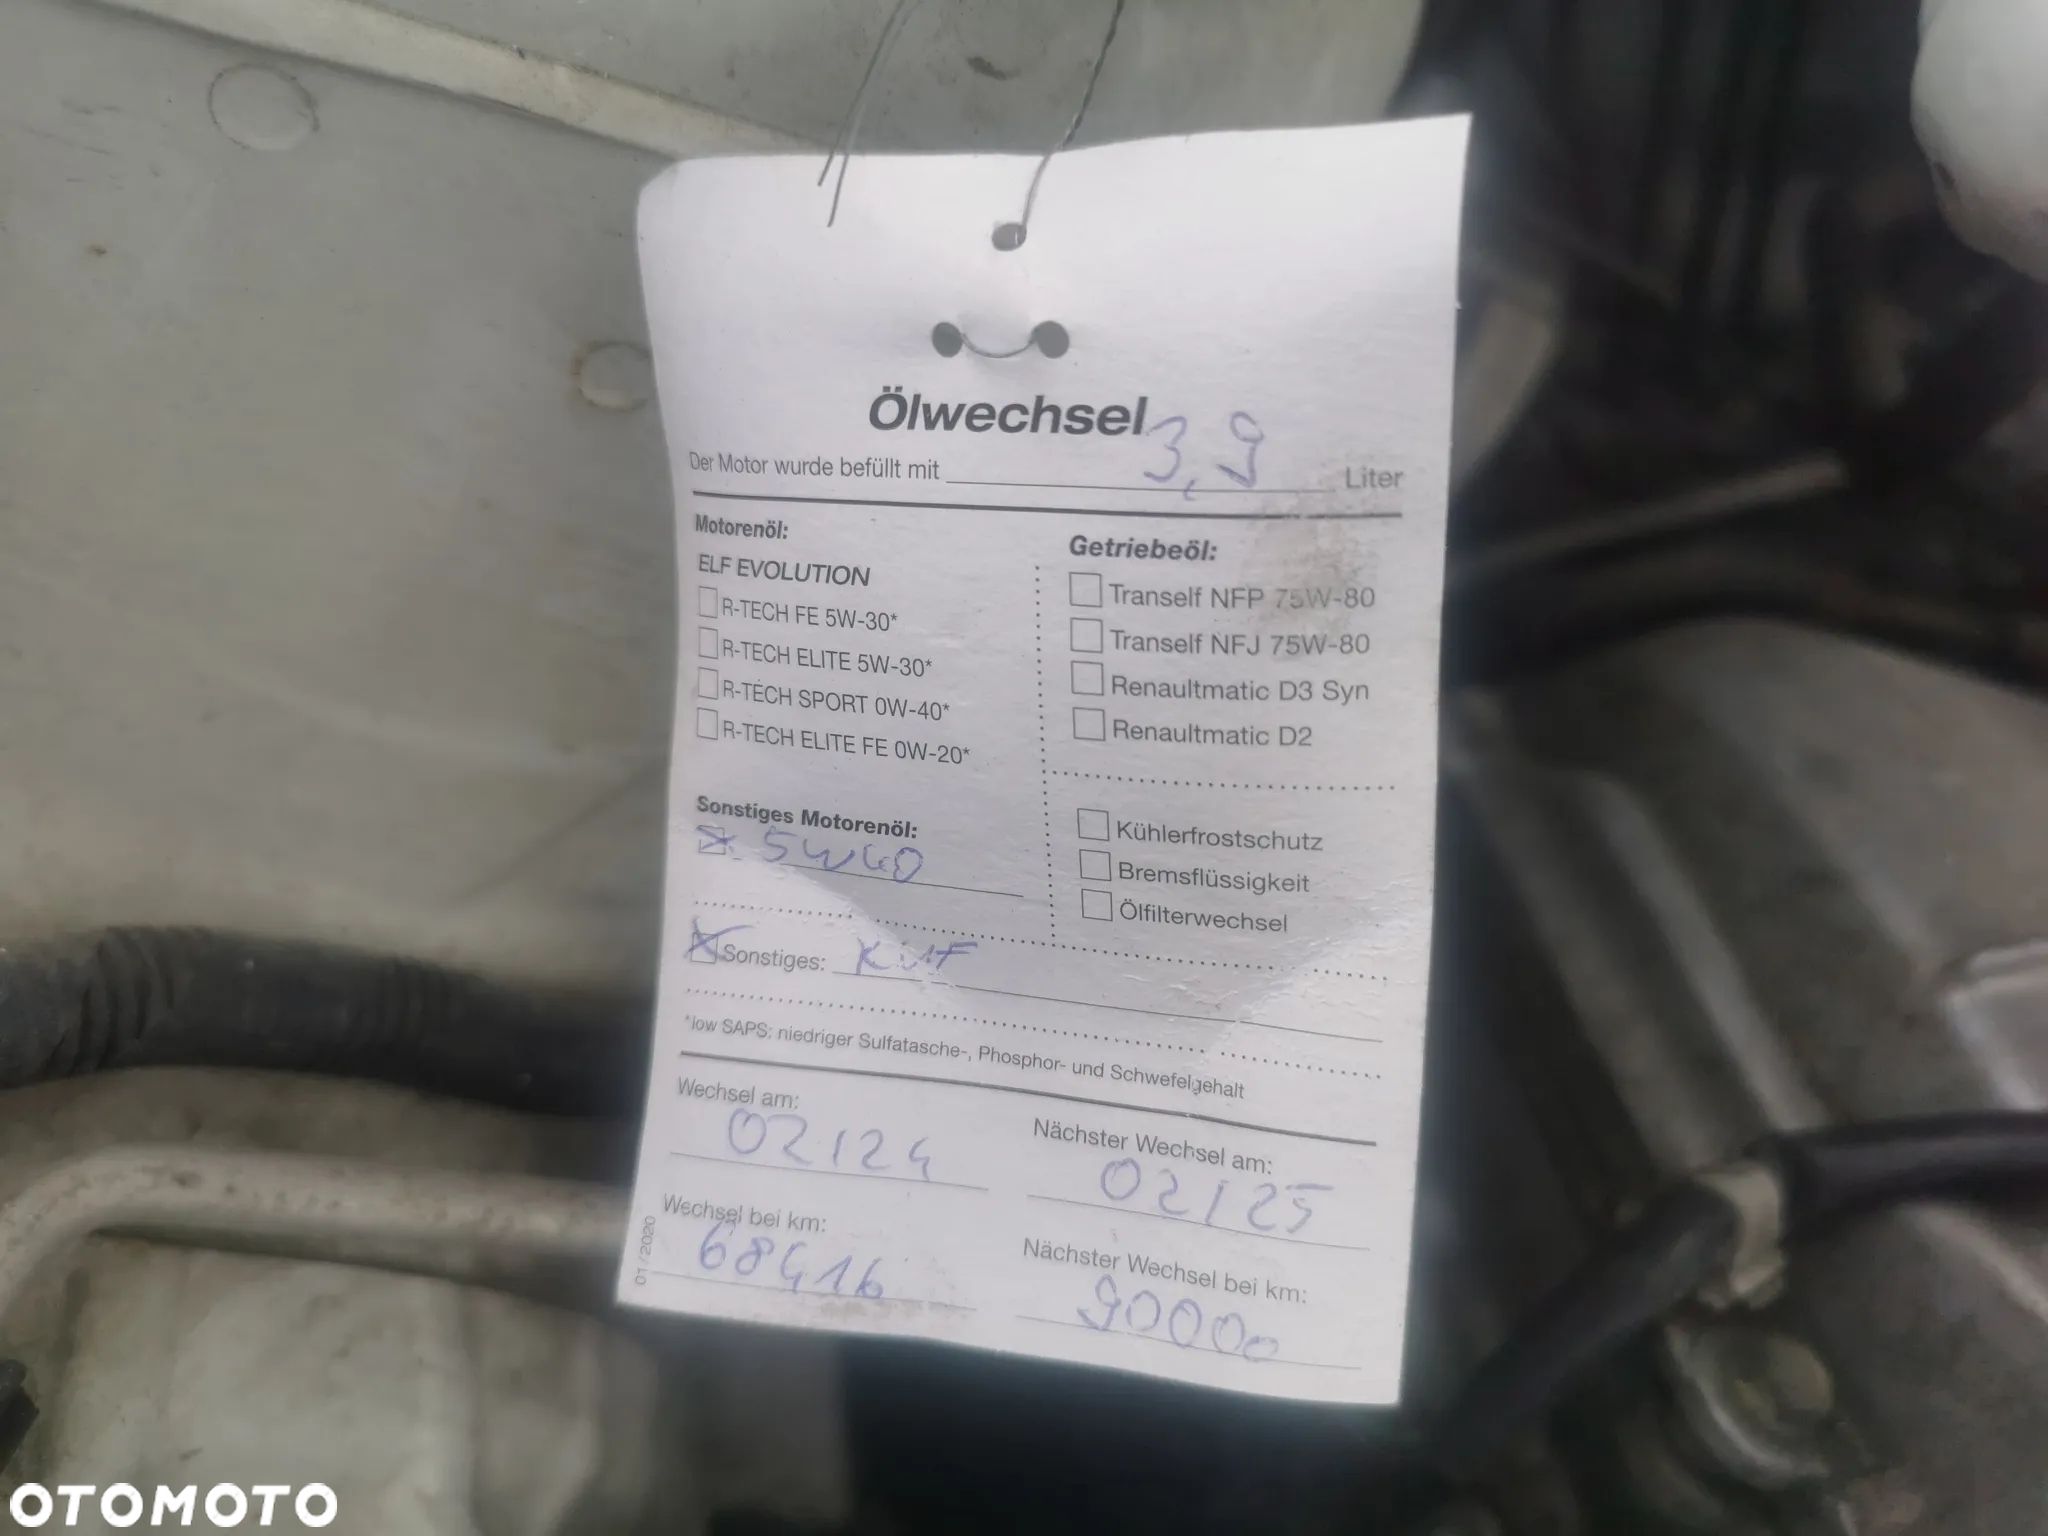 Ölwechsel
Der Motor wurde befüllt mit 3,9 Liter
Motorenöl:
ELF EVOLUTION
R-TECH FE 5W-30*
R-TECH ELITE 5W-30*
R-TECH SPORT 0W-40*
R-TECH ELITE FE 0W-20*
Sonstiges Motorenöl:
5W40
Getriebeöl:
Tranself NFP 75W-80
Tranself NFJ 75W-80
Renaultmatic D3 Syn
Renaultmatic D2
Kühlerfrostschutz
Bremsflüssigkeit
Ölfilterwechsel
Sonstiges:
*low SAPS: niedriger Sulfatasche-, Phosphor- und Schwefelgehalt
Wechsel am:
02/24
Nächster Wechsel am:
02/25
Wechsel bei km:
68416
Nächster Wechsel bei km:
90000
01/2020
OTOMOTO